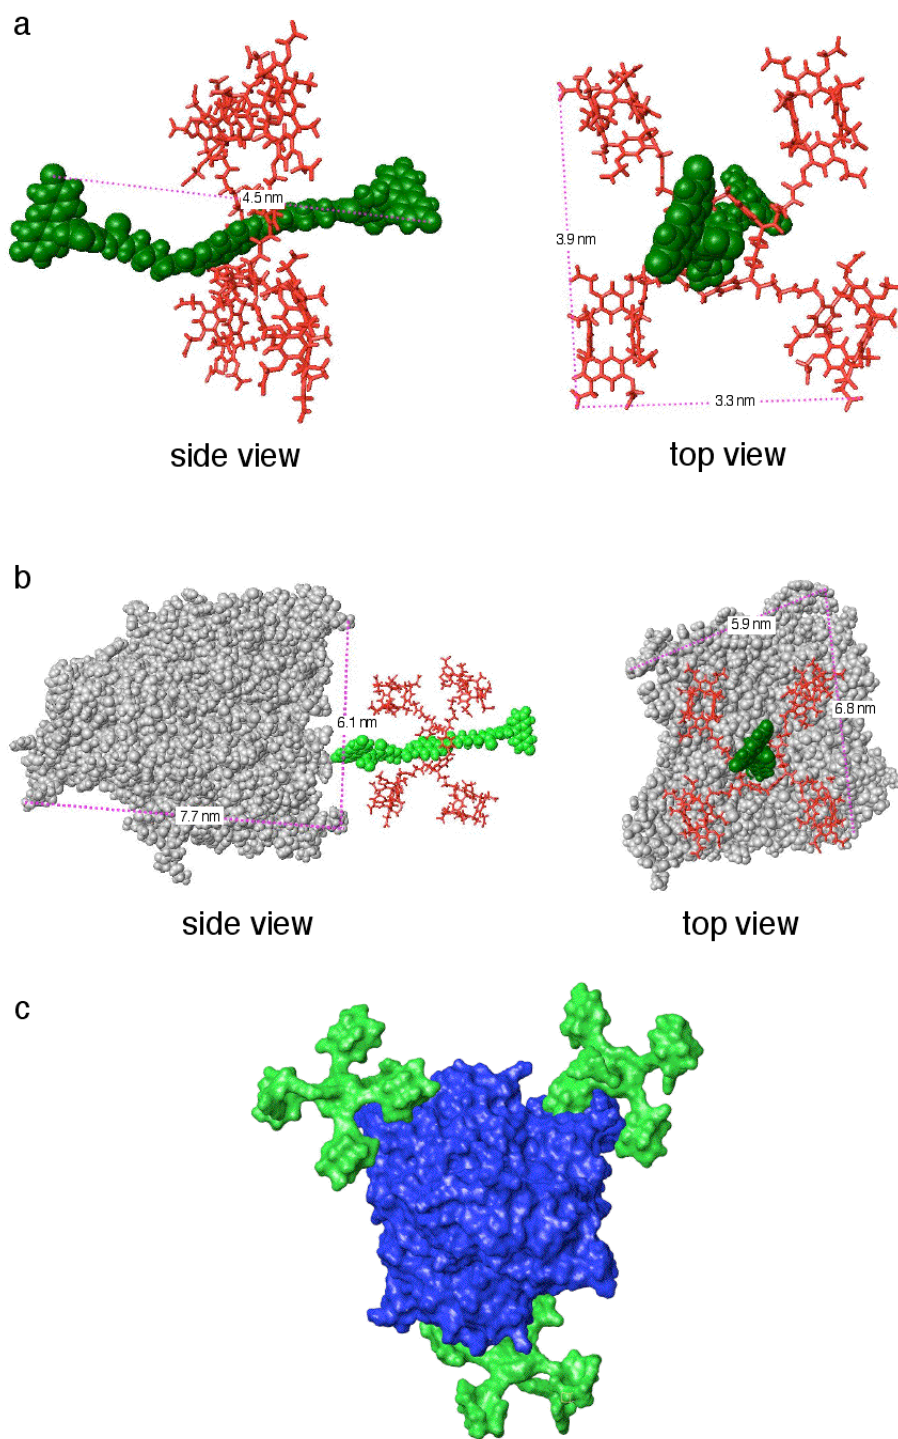 a
4.5 nm
3.9 nm
3.3 nm
side view
top view
b
5.9 nm
6.1 nm
6.8 nm
7.7 nm
side view
top view
c